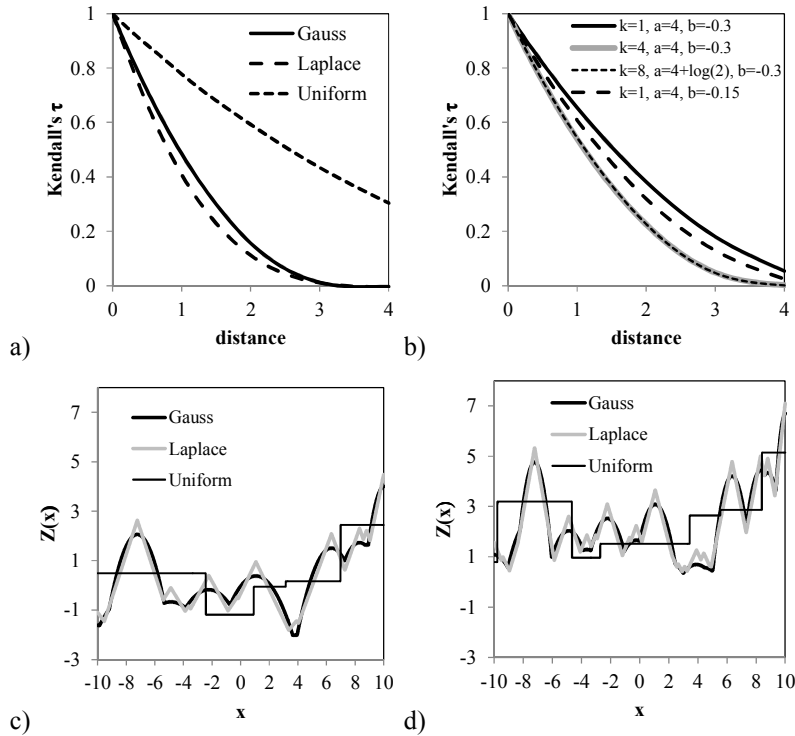 1
0.8
0.6
0.4
0.2
0
Kendall's τ
Gauss
Laplace
Uniform
0 1 2 3 4
distance
a)
1
0.8
0.6
0.4
0.2
0
Kendall's τ
k=1, a=4, b=-0.3
k=4, a=4, b=-0.3
k=8, a=4+log(2), b=-0.3
k=1, a=4, b=-0.15
0 1 2 3 4
distance
b)
7
5
3
1
-1
-3
Z(x)
Gauss
Laplace
Uniform
-10 -8 -6 -4 -2 0 2 4 6 8 10
x
c)
7
5
3
1
-1
-3
Z(x)
Gauss
Laplace
Uniform
-10 -8 -6 -4 -2 0 2 4 6 8 10
x
d)